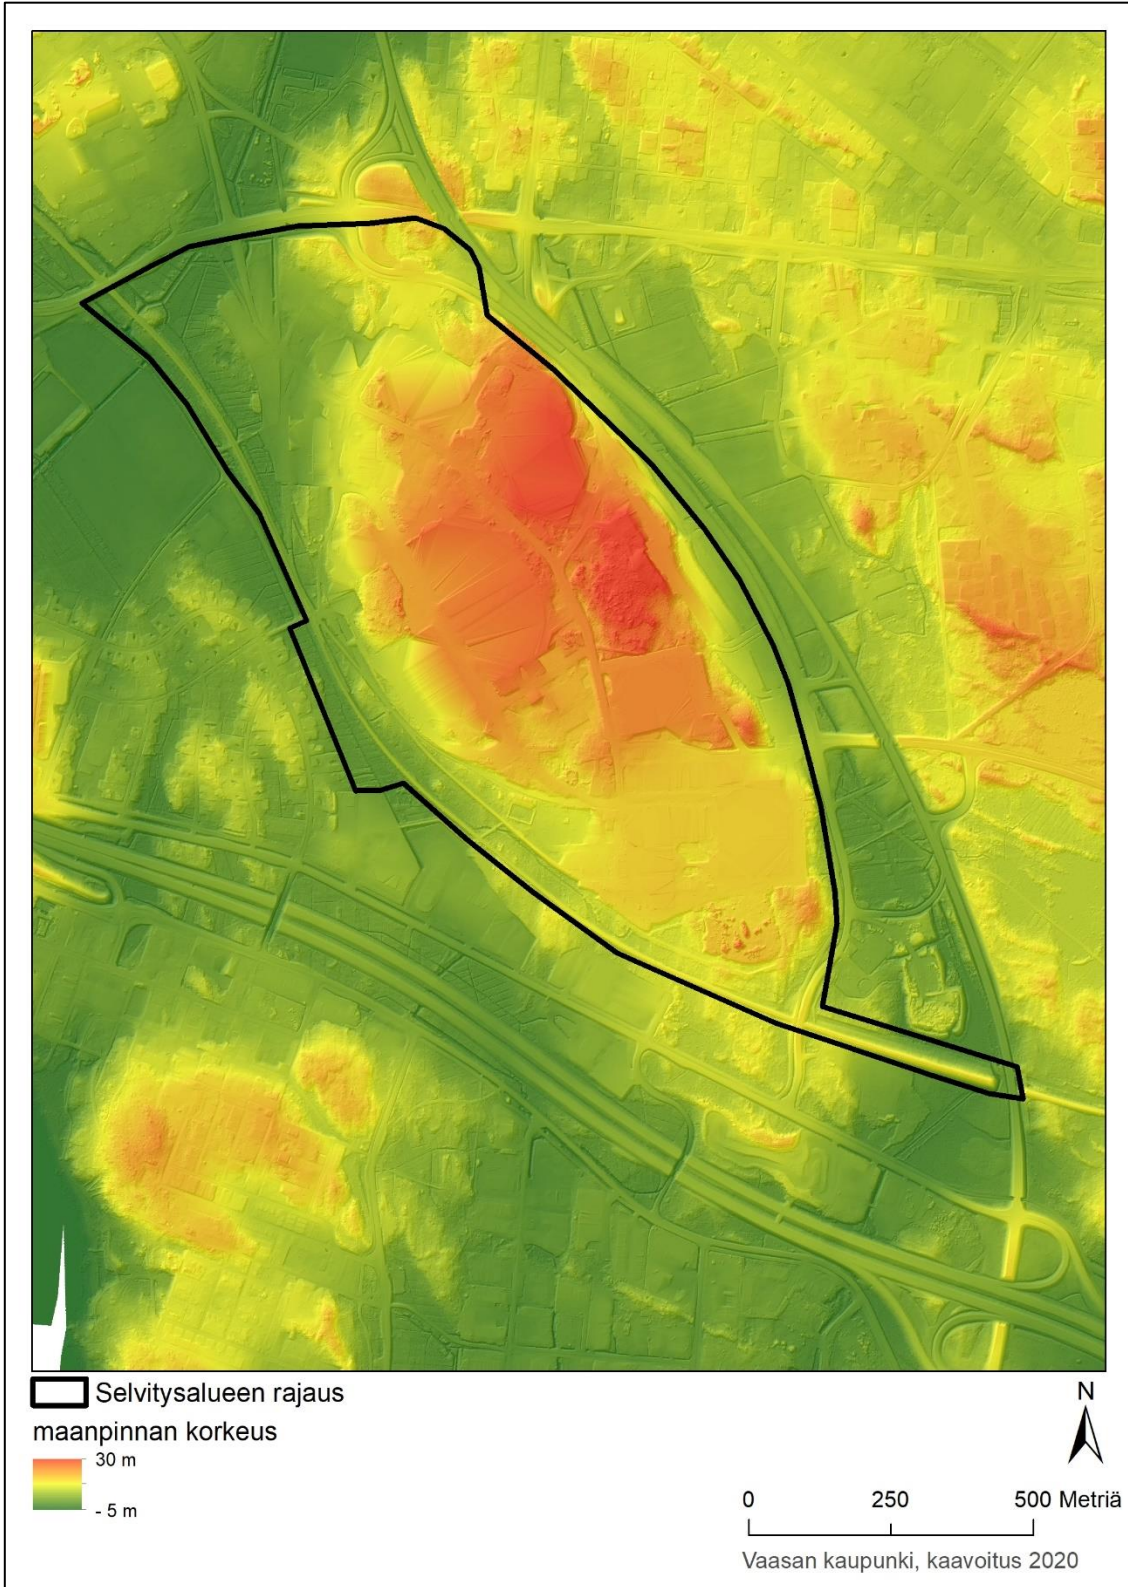 Selvitysalueen rajaus
maanpinnan korkeus
30 m
- 5 m
N
0 250 500 Metriä
Vaasan kaupunki, kaavoitus 2020